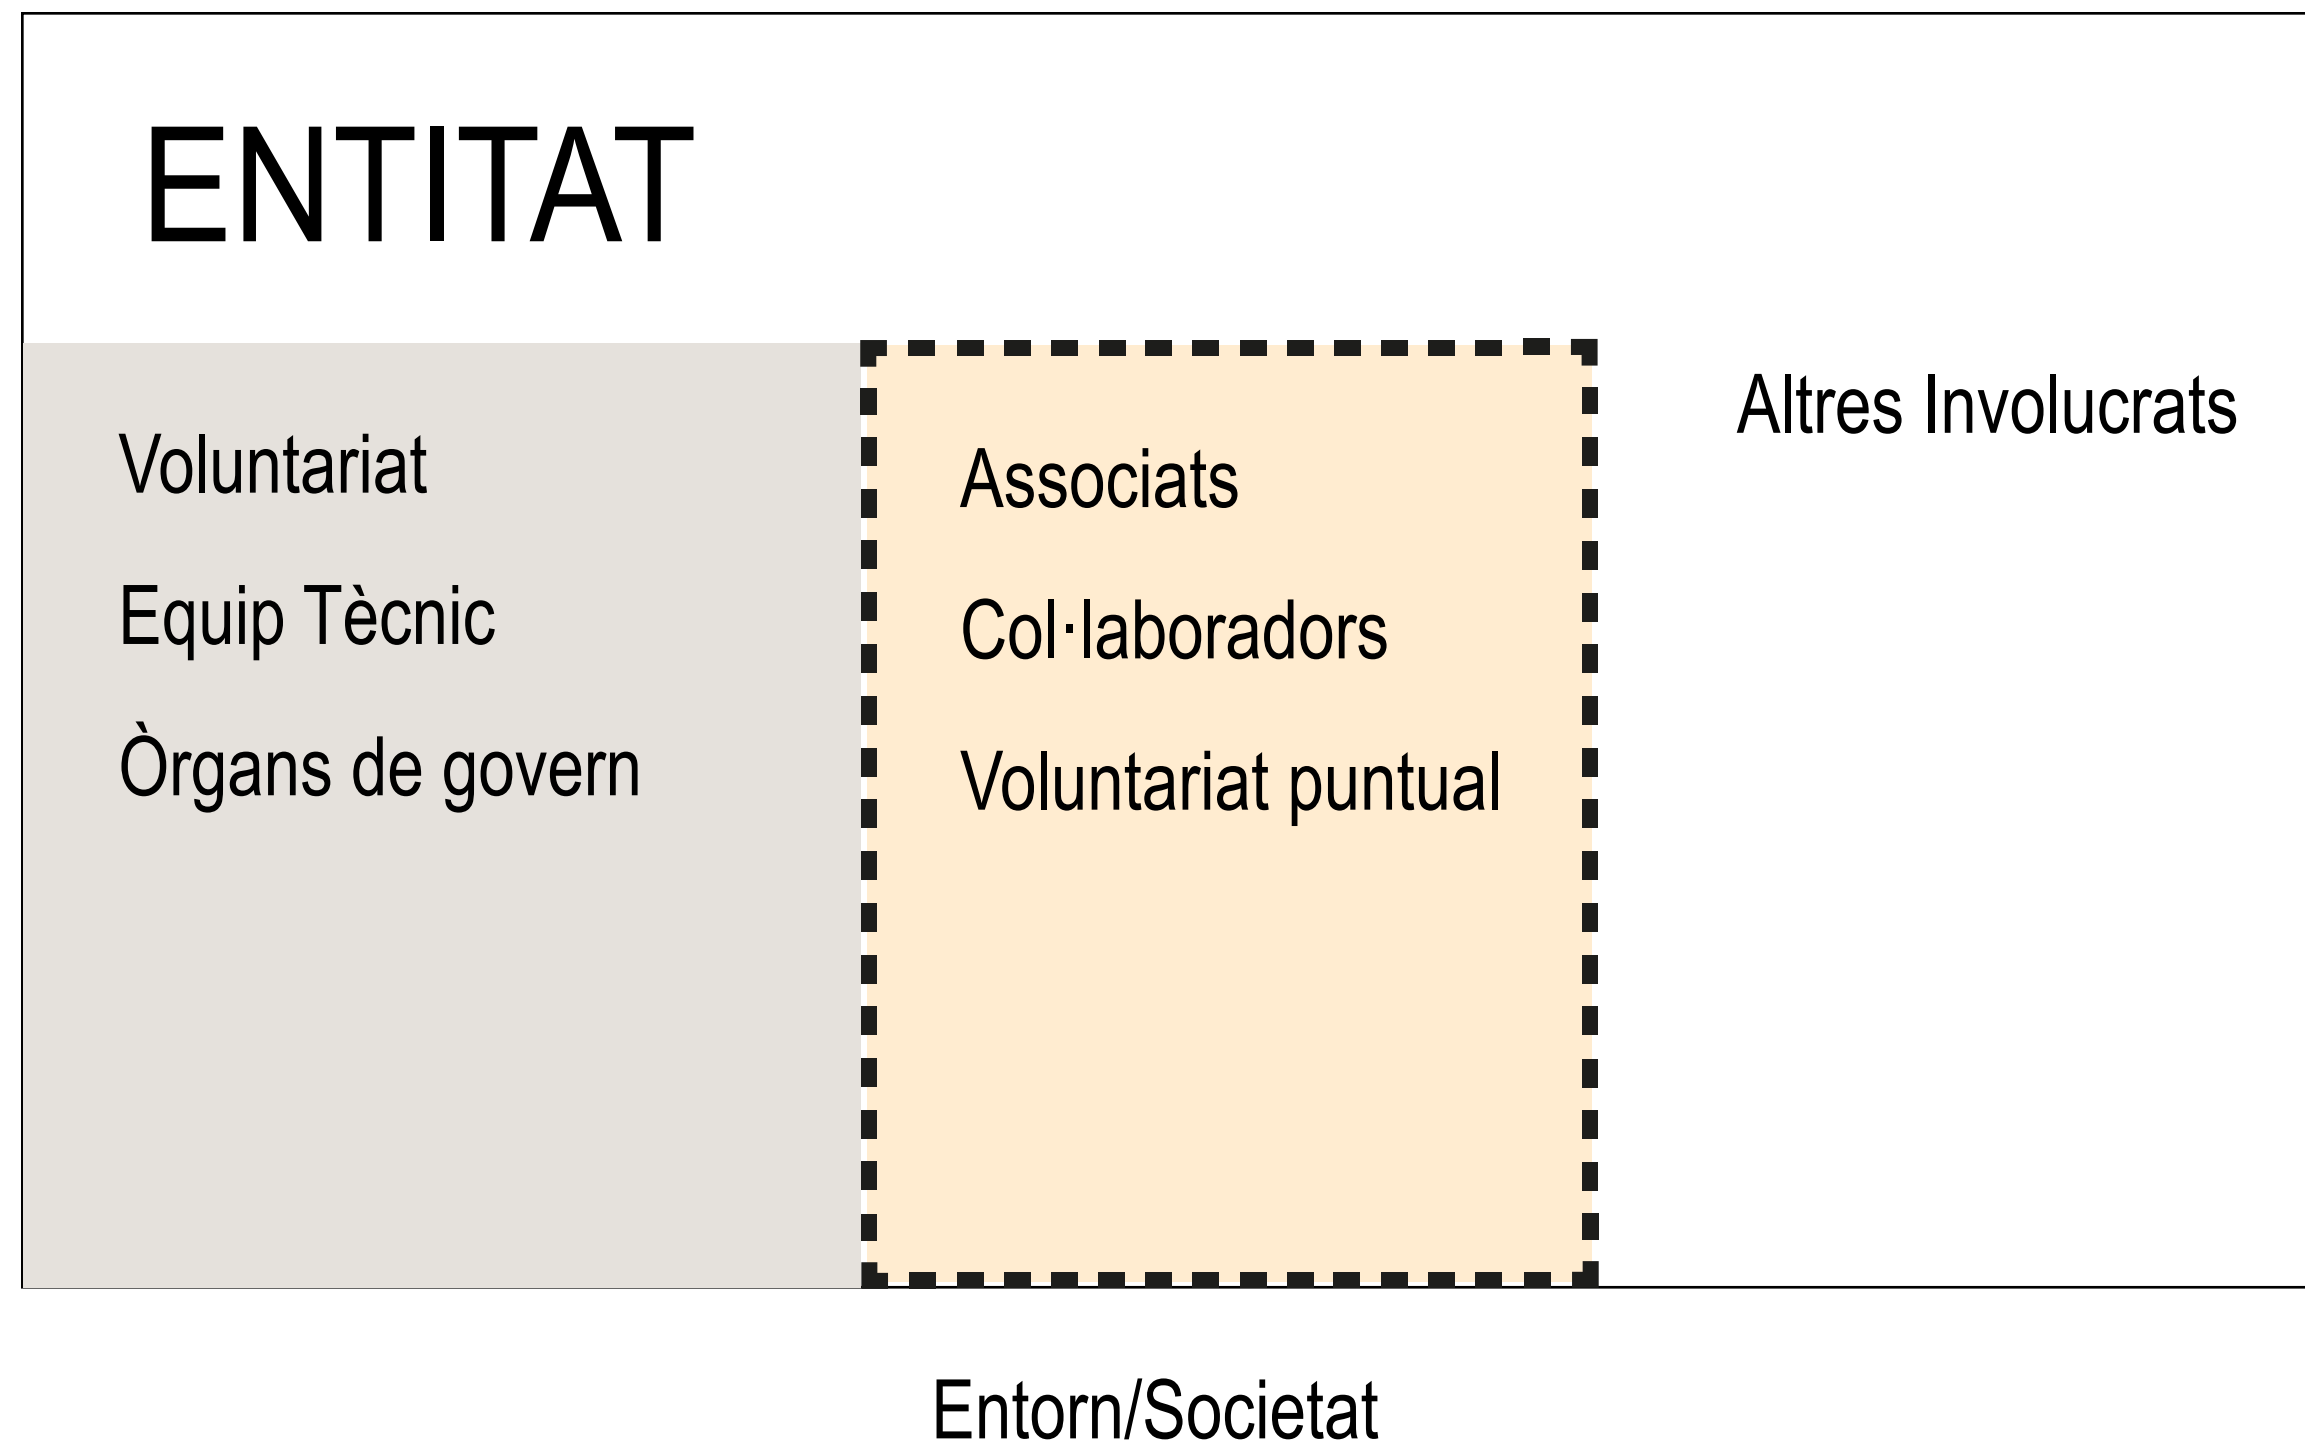 ENTITAT
Voluntariat
Equip Tècnic
Òrgans de govern
Associats
Col·laboradors
Voluntariat puntual
Altres Involucrats
Entorn/Societat